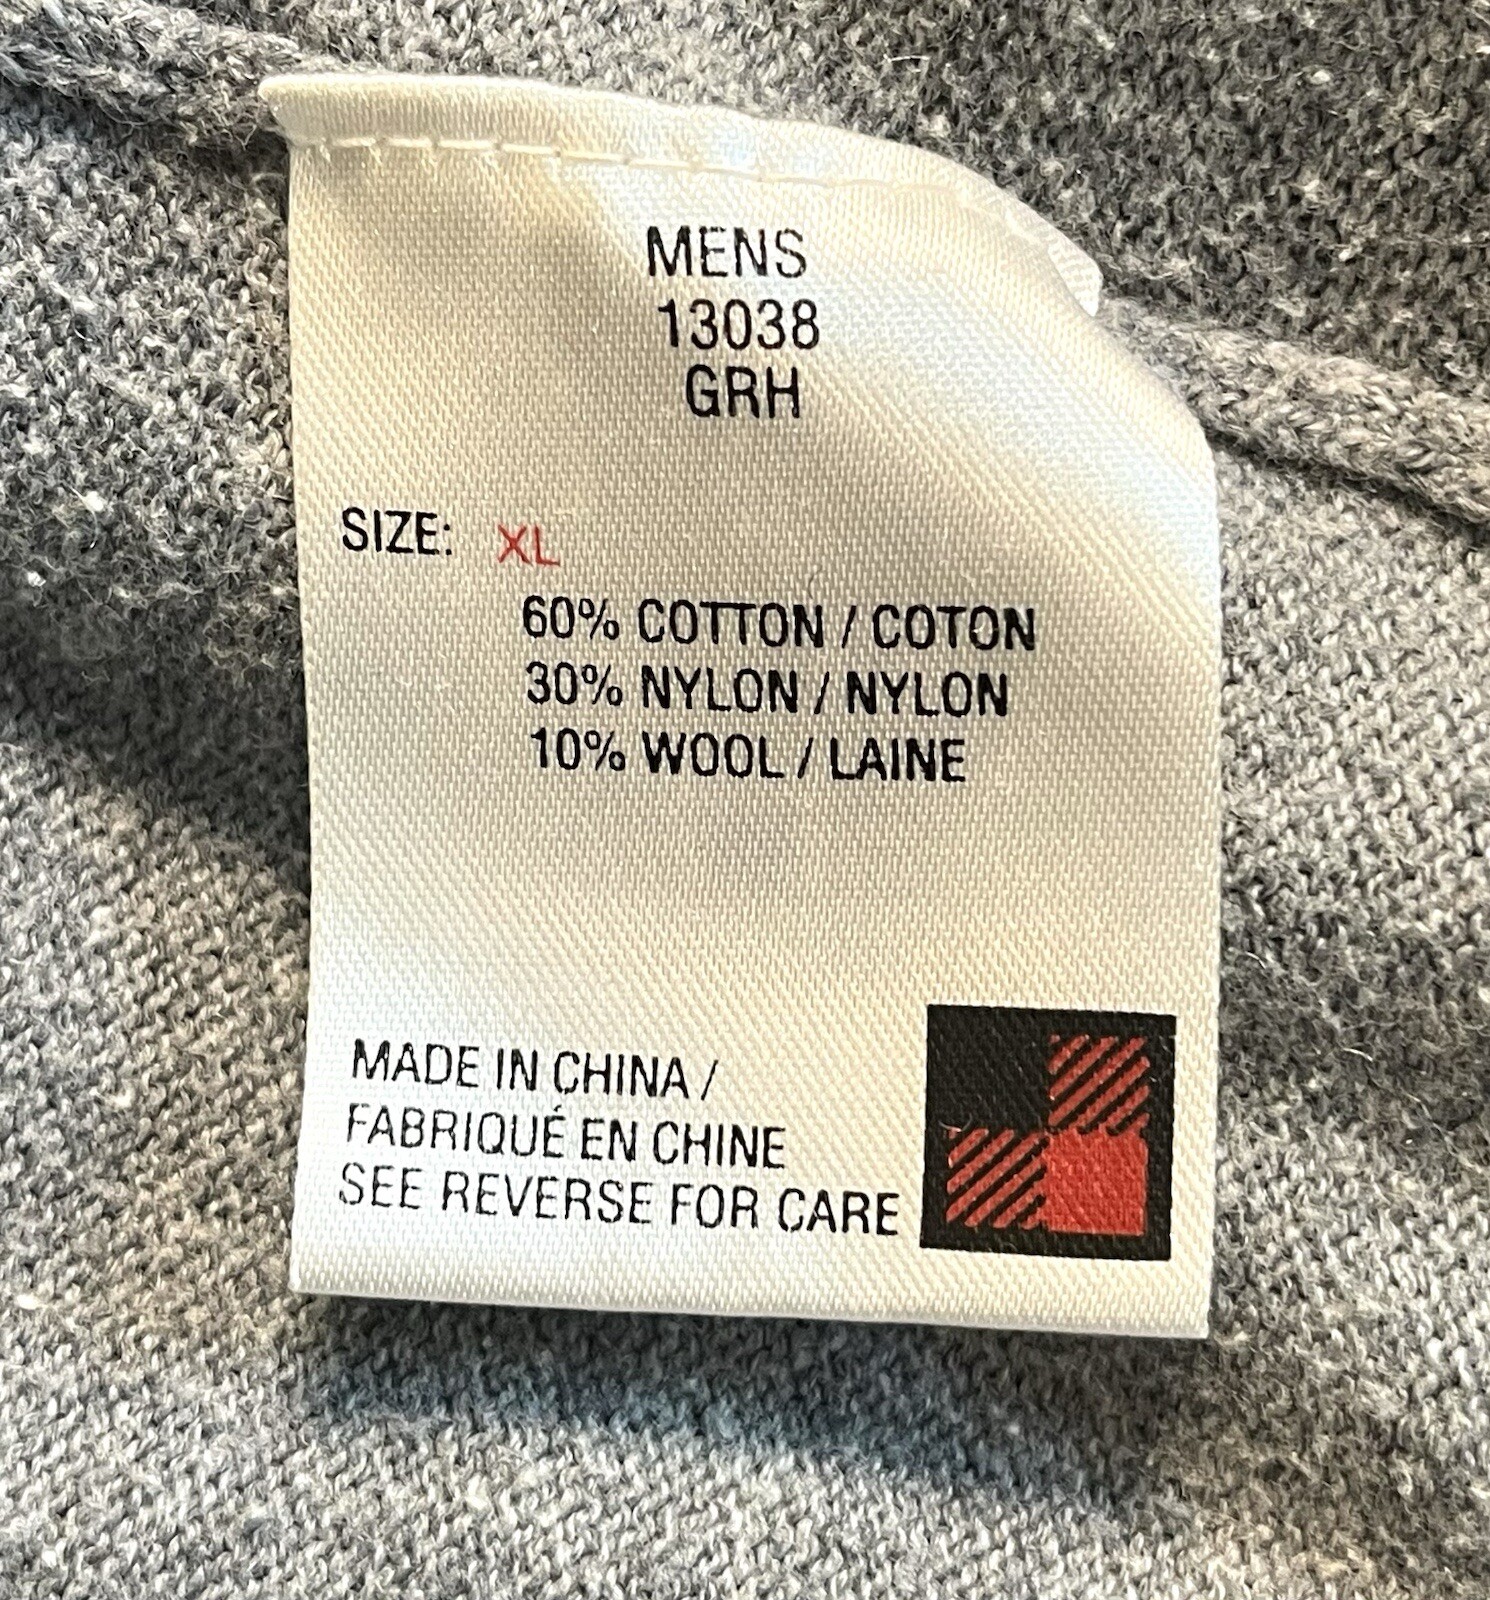 MENS
13038
GRH
SIZE: XL
60% COTTON / COTON
30% NYLON / NYLON
10% WOOL / LAINE
MADE IN CHINA /
FABRIQUÉ EN CHINE
SEE REVERSE FOR CARE